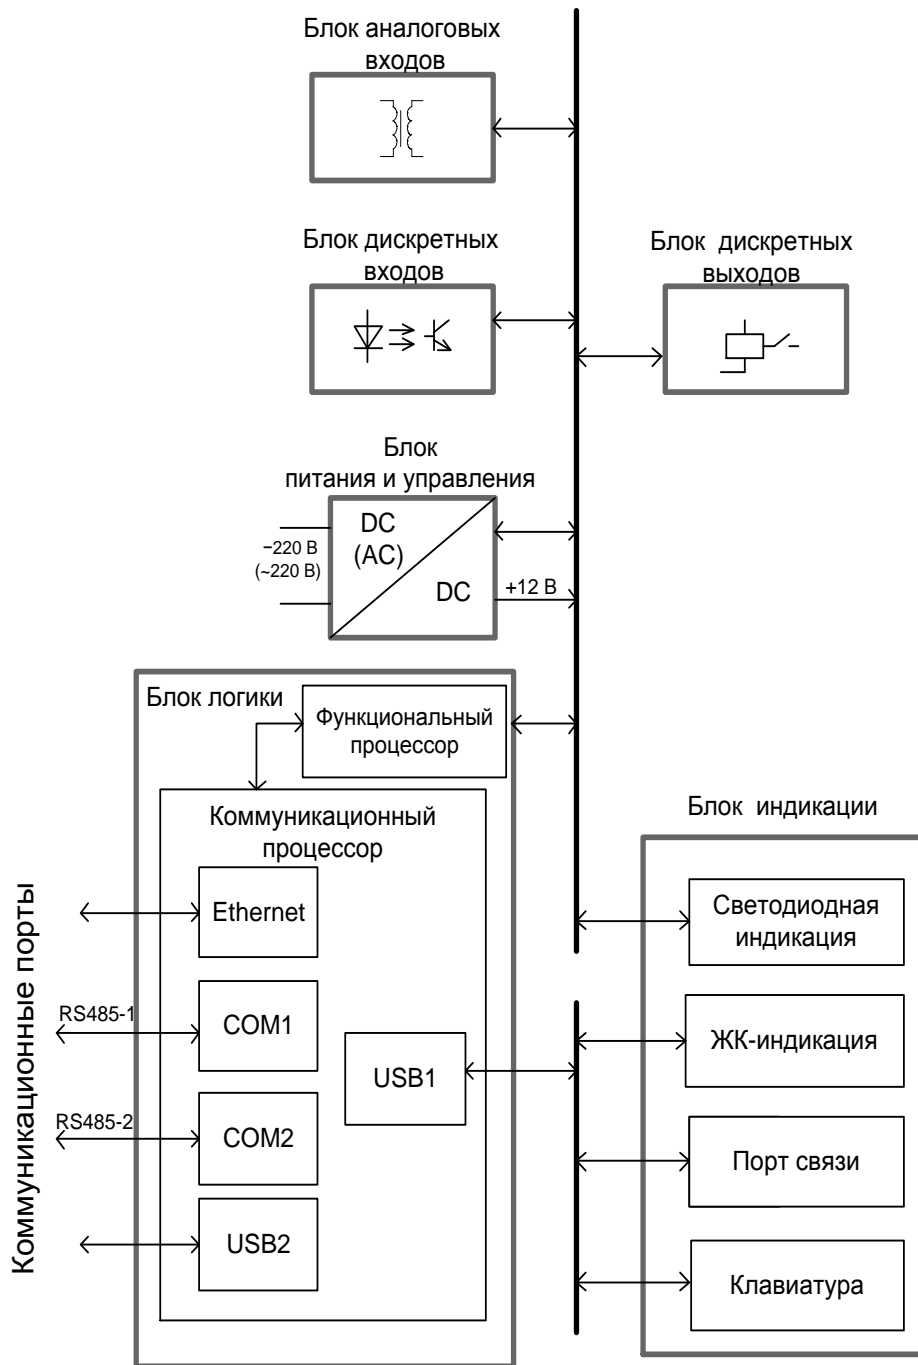 Блок аналоговых
входов
Блок дискретных
входов
Блок дискретных
выходов
Блок
питания и управления
DC
(AC)
−220 В
(~220 В)
DC
+12 В
Блок логики
Функциональный
процессор
Коммуникационный
процессор
Блок индикации
Коммуникационные порты
Ethernet
Светодиодная
индикация
RS485-1
COM1
ЖК-индикация
USB1
RS485-2
COM2
Порт связи
USB2
Клавиатура